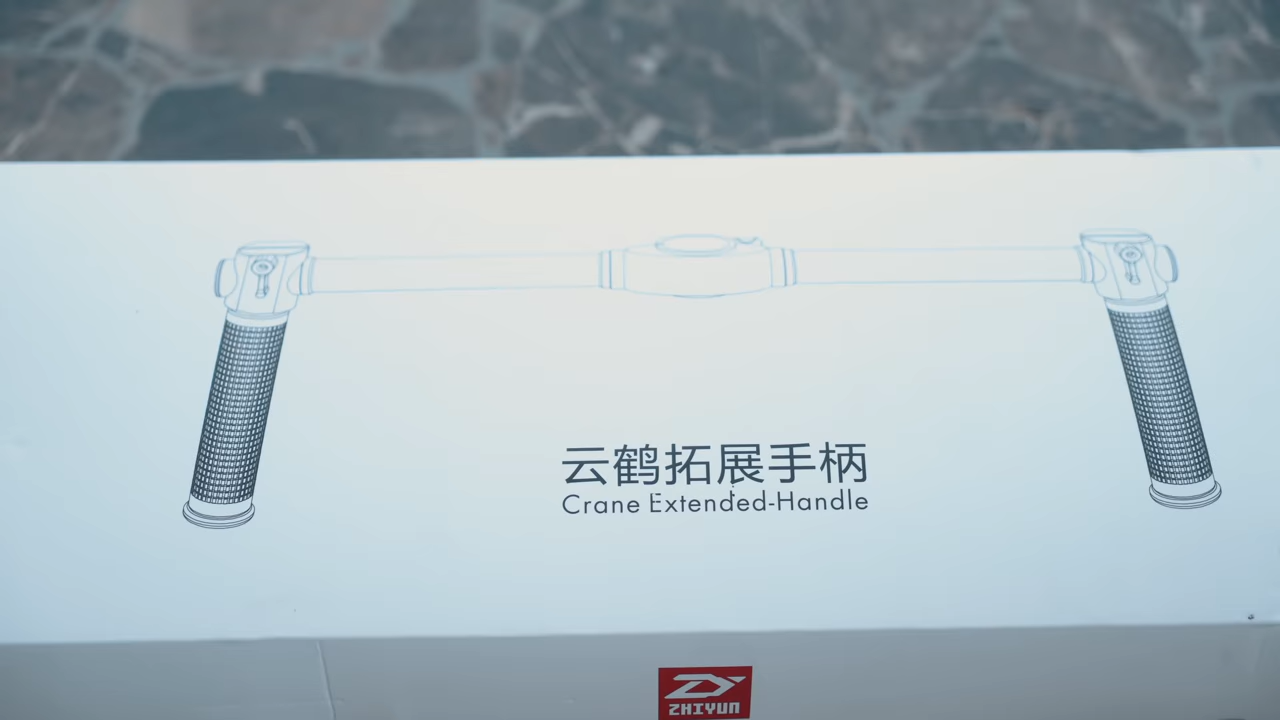 云鹤拓展手柄
Crane Extended-Handle
ZHIYUN